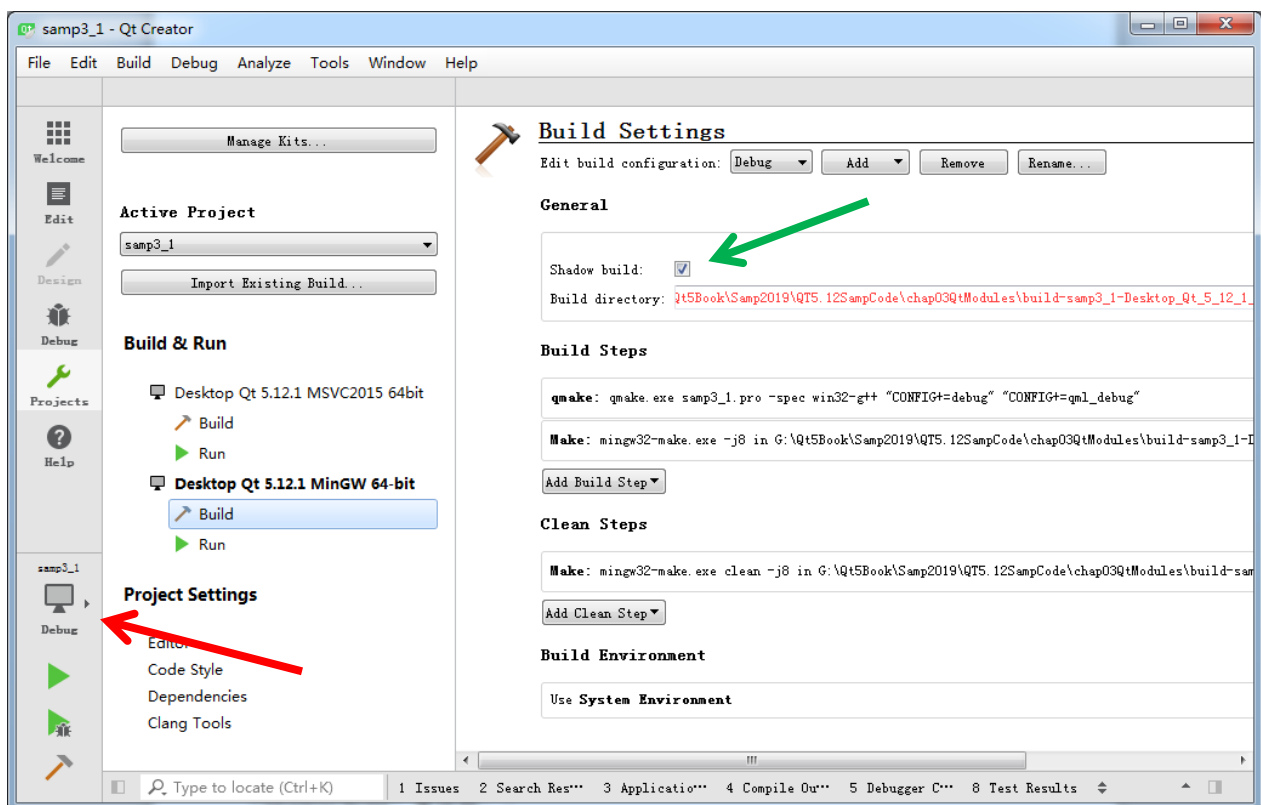 samp3_1 - Qt Creator
File Edit Build Debug Analyze Tools Window Help
Welcome
Edit
Design
Debug
Projects
Help
samp3_1
Debug
Manage Kits...
Active Project
samp3_1
Import Existing Build...
Build & Run
Desktop Qt 5.12.1 MSVC2015 64bit
Build
Run
Desktop Qt 5.12.1 MinGW 64-bit
Build
Run
Project Settings
Editor
Code Style
Dependencies
Clang Tools
Build Settings
Edit build configuration: Debug Add Remove Rename...
General
Shadow build:
Build directory: Qt5Book\Samp2019\QT5.12SampCode\chap03QtModules\build-samp3_1-Desktop_Qt_5_12_1_
Build Steps
qmake: qmake.exe samp3_1.pro -spec win32-g++ "CONFIG+=debug" "CONFIG+=qml_debug"
Make: mingw32-make.exe -j8 in G:\Qt5Book\Samp2019\QT5.12SampCode\chap03QtModules\build-samp3_1-D
Add Build Step
Clean Steps
Make: mingw32-make.exe clean -j8 in G:\Qt5Book\Samp2019\QT5.12SampCode\chap03QtModules\build-sam
Add Clean Step
Build Environment
Use System Environment
Type to locate (Ctrl+K) 1 Issues 2 Search Res··· 3 Applicatio··· 4 Compile Ou··· 5 Debugger C··· 8 Test Results